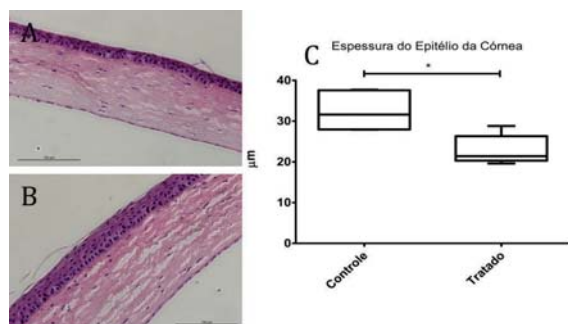 A
B
C
Espessura do Epitélio da Córnea
*
40
30
20
10
0
µm
Controle
Tratado